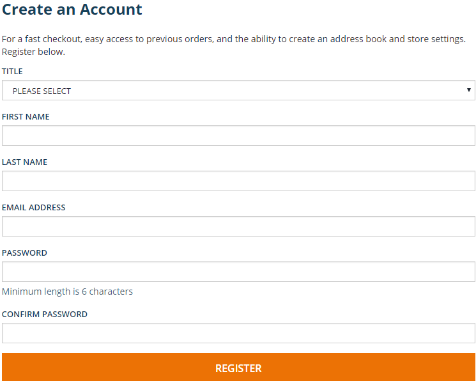 Create an Account
For a fast checkout, easy access to previous orders, and the ability to create an address book and store settings.
Register below.
TITLE
PLEASE SELECT
FIRST NAME
LAST NAME
EMAIL ADDRESS
PASSWORD
Minimum length is 6 characters
CONFIRM PASSWORD
REGISTER